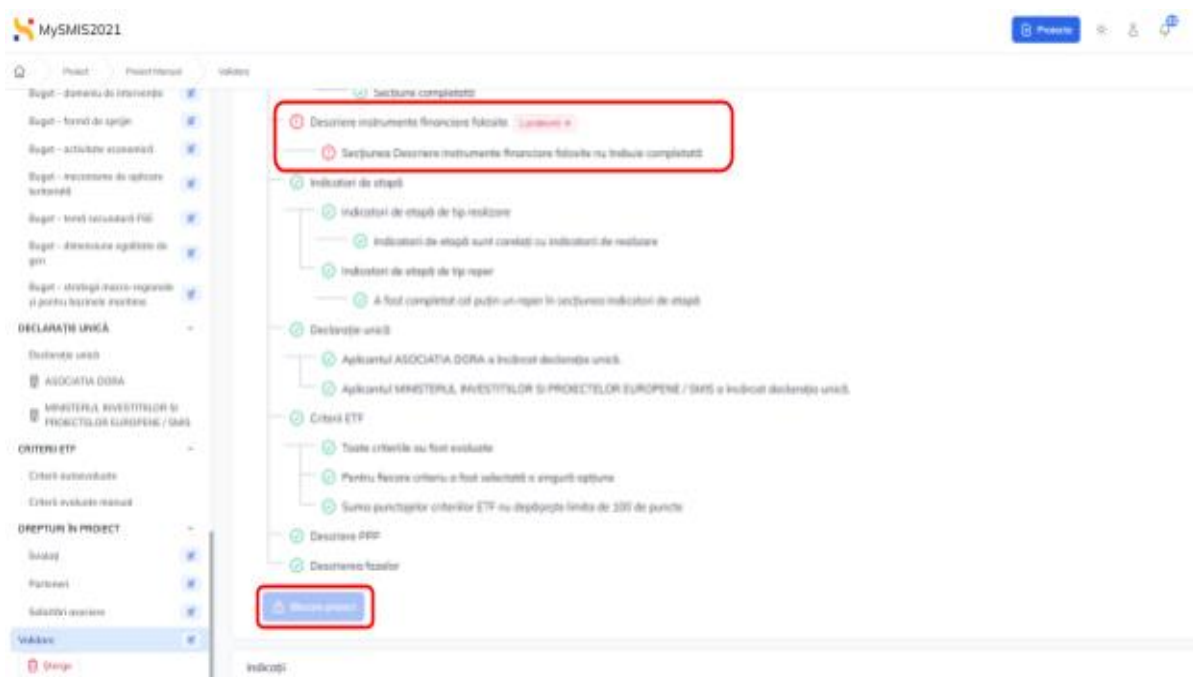 MySMIS2021
Proiecte
Proiect
Proiect Manual
Validare
Buget - domeniu de intervenție
Buget - formă de sprijin
Buget - activitate economică
Buget - mecanisme de aplicare
teritorială
Buget - temă secundară FSE
Buget - dimensiune egalitate de
gen
Buget - strategii macro-regionale
și pentru bazinele maritime
DECLARAȚIE UNICĂ
Declarație unică
ASOCIATIA DORA
MINISTERUL INVESTITIILOR SI
PROIECTELOR EUROPENE / SMIS
CRITERII ETF
Criterii autoevaluate
Criterii evaluate manual
DREPTURI ÎN PROIECT
Invitați
Parteneri
Solicitări asociere
Validare
Șterge
Secțiune completată
Descriere instrumente financiare folosite
Secțiunea Descriere instrumente financiare folosite nu trebuie completată
Indicatori de etapă
Indicatori de etapă de tip realizare
Indicatorii de etapă sunt corelați cu indicatorii de realizare
Indicatori de etapă de tip reper
A fost completat cel puțin un reper în secțiunea indicatori de etapă
Declarație unică
Aplicantul ASOCIATIA DORA a încărcat declarația unică.
Aplicantul MINISTERUL INVESTITIILOR SI PROIECTELOR EUROPENE / SMIS a încărcat declarația unică.
Criterii ETF
Toate criteriile au fost evaluate
Pentru fiecare criteriu a fost selectată o singură opțiune
Suma punctajelor criteriilor ETF nu depășește limita de 100 de puncte
Descriere PPP
Descrierea fazelor
Blocare proiect
Indicații